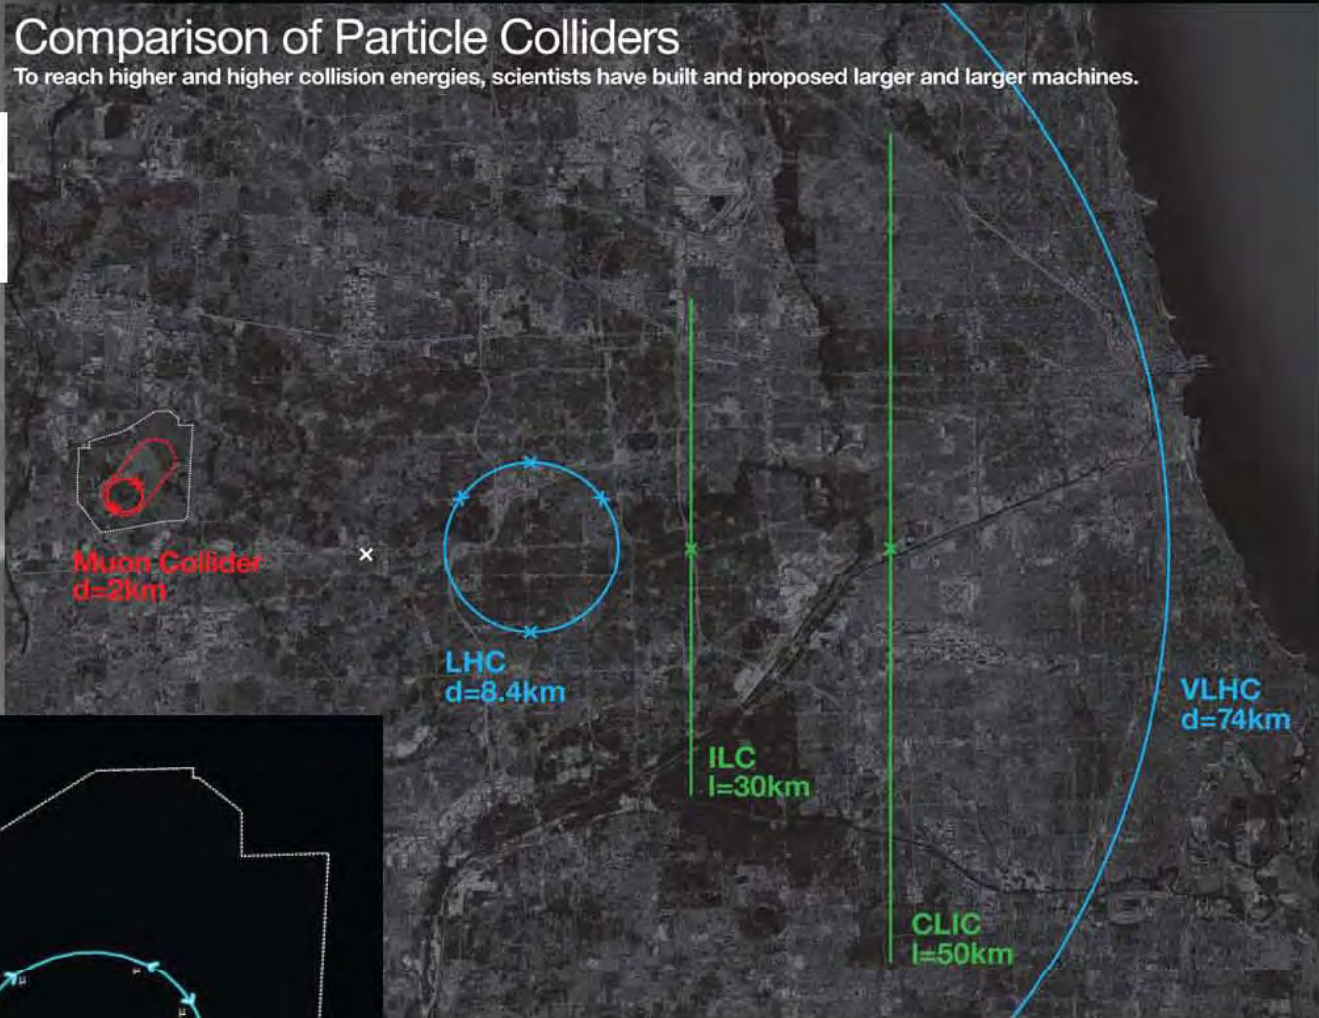 Comparison of Particle Colliders
To reach higher and higher collision energies, scientists have built and proposed larger and larger machines.
Muon Collider
d=2km
LHC
d=8.4km
ILC
l=30km
CLIC
l=50km
VLHC
d=74km